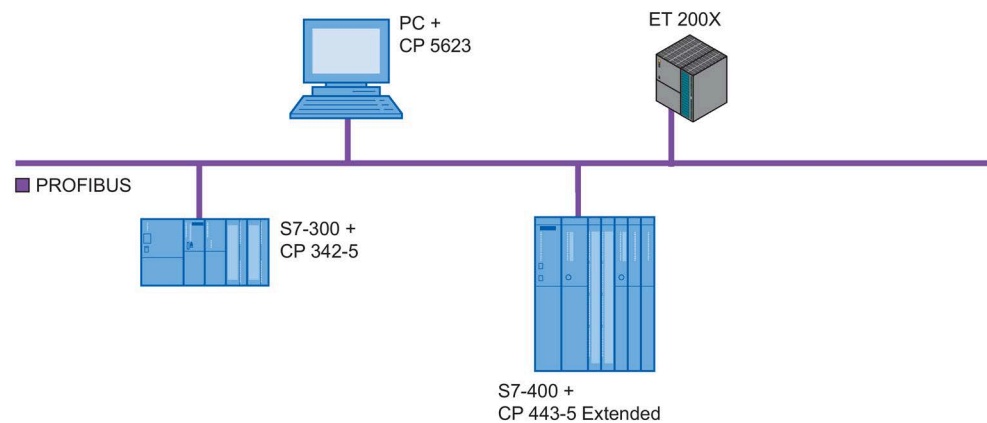 PC +
CP 5623
ET 200X
PROFIBUS
S7-300 +
CP 342-5
S7-400 +
CP 443-5 Extended